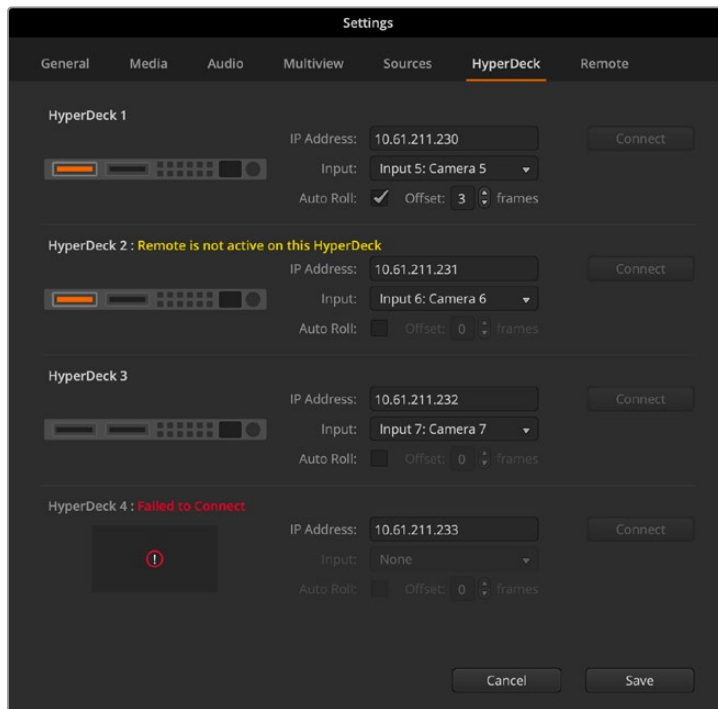 Settings
General Media Audio Multiview Sources HyperDeck Remote
HyperDeck 1
IP Address: 10.61.211.230 Connect
Input: Input 5: Camera 5
Auto Roll: Offset: 3 frames
HyperDeck 2 : Remote is not active on this HyperDeck
IP Address: 10.61.211.231 Connect
Input: Input 6: Camera 6
Auto Roll: Offset: 0 frames
HyperDeck 3
IP Address: 10.61.211.232 Connect
Input: Input 7: Camera 7
Auto Roll: Offset: 0 frames
HyperDeck 4 : Failed to Connect
IP Address: 10.61.211.233 Connect
Input: None
Auto Roll: Offset: 0 frames
Cancel Save